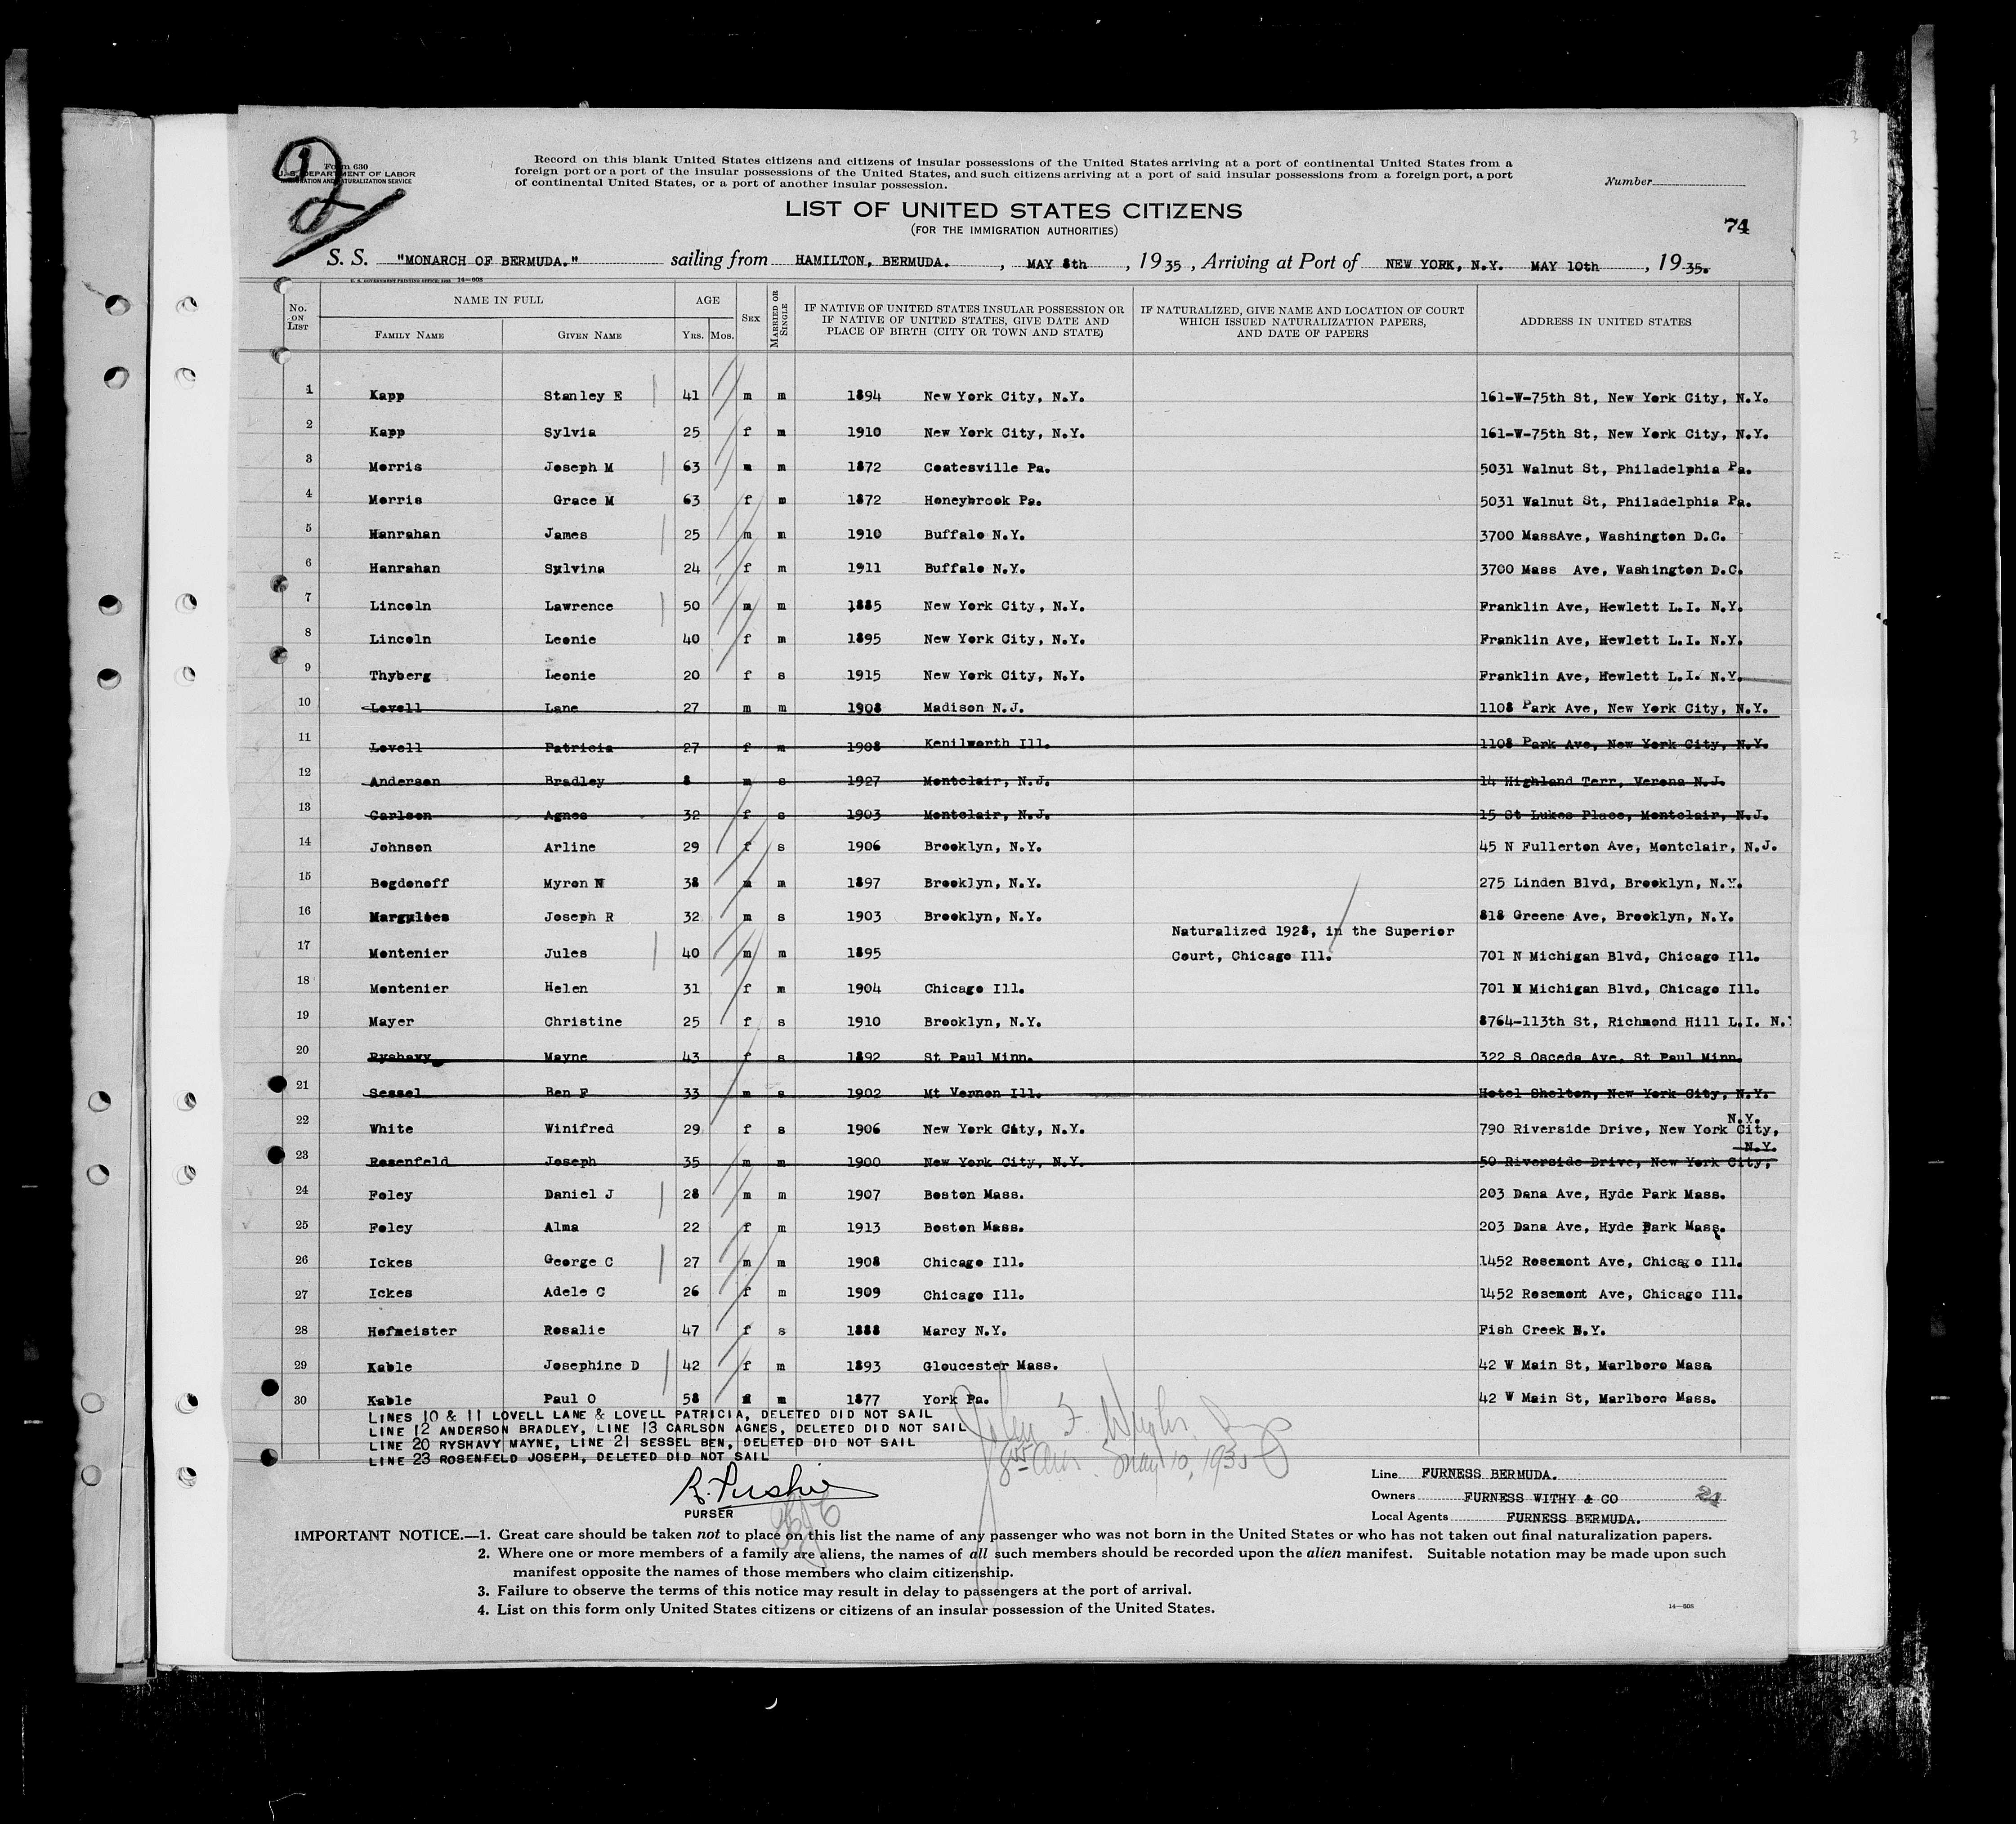 2
Form 630
U. S. DEPARTMENT OF LABOR
IMMIGRATION AND NATURALIZATION SERVICE
Record on this blank United States citizens and citizens of insular possessions of the United States arriving at a port of continental United States from a
foreign port or a port of the insular possessions of the United States, and such citizens arriving at a port of said insular possessions from a foreign port, a port
of continental United States, or a port of another insular possession.
Number
LIST OF UNITED STATES CITIZENS
(FOR THE IMMIGRATION AUTHORITIES)
74
S. S. "MONARCH OF BERMUDA." sailing from HAMILTON, BERMUDA. , MAY 8th , 1935 , Arriving at Port of NEW YORK, N.Y. MAY 10th , 1935.
U. S. GOVERNMENT PRINTING OFFICE: 14—608
No. on List NAME IN FULL AGE Sex Married or Single IF NATIVE OF UNITED STATES INSULAR POSSESSION OR IF NATIVE OF UNITED STATES, GIVE DATE AND PLACE OF BIRTH (CITY OR TOWN AND STATE) IF NATURALIZED, GIVE NAME AND LOCATION OF COURT WHICH ISSUED NATURALIZATION PAPERS, AND DATE OF PAPERS ADDRESS IN UNITED STATES
Family Name Given Name Yrs. Mos.
1 Kapp Stanley E 41 m m 1894 New York City, N.Y. 161-W-75th St, New York City, N.Y.
2 Kapp Sylvia 25 f m 1910 New York City, N.Y. 161-W-75th St, New York City, N.Y.
3 Morris Joseph M 63 m m 1872 Coatesville Pa. 5031 Walnut St, Philadelphia Pa.
4 Morris Grace M 63 f m 1872 Honeybrook Pa. 5031 Walnut St, Philadelphia Pa.
5 Hanrahan James 25 m m 1910 Buffalo N.Y. 3700 MassAve, Washington D.C.
6 Hanrahan Sylvina 24 f m 1911 Buffalo N.Y. 3700 Mass Ave, Washington D.C.
7 Lincoln Lawrence 50 m m 1885 New York City, N.Y. Franklin Ave, Hewlett L.I. N.Y.
8 Lincoln Leonie 40 f m 1895 New York City, N.Y. Franklin Ave, Hewlett L.I. N.Y.
9 Thyberg Leonie 20 f s 1915 New York City, N.Y. Franklin Ave, Hewlett L.I. N.Y.
10 Lovell Lane 27 m m 1908 Madison N.J. 1108 Park Ave, New York City, N.Y.
11 Lovell Patricia 27 f m 1908 Kenilworth Ill. 1108 Park Ave, New York City, N.Y.
12 Anderson Bradley 8 m s 1927 Montclair, N.J. 14 Highland Terr, Verona N.J.
13 Carlson Agnes 32 f s 1903 Montclair, N.J. 15 St Lukes Place, Montclair, N.J.
14 Johnson Arline 29 f s 1906 Brooklyn, N.Y. 45 N Fullerton Ave, Montclair, N.J.
15 Bogdonoff Myron N 38 m m 1897 Brooklyn, N.Y. 275 Linden Blvd, Brooklyn, N.Y.
16 Margulies Joseph R 32 m s 1903 Brooklyn, N.Y. 818 Greene Ave, Brooklyn, N.Y.
Naturalized 1928, in the Superior
17 Montenier Jules 40 m m 1895 Court, Chicago Ill. 701 N Michigan Blvd, Chicago Ill.
18 Montenier Helen 31 f m 1904 Chicago Ill. 701 N Michigan Blvd, Chicago Ill.
19 Mayer Christine 25 f s 1910 Brooklyn, N.Y. 8764-113th St, Richmond Hill L.I. N.Y
20 Ryshavy Mayne 43 f s 1892 St Paul Minn. 322 S Osceda Ave, St Paul Minn.
21 Sessel Ben F 33 m s 1902 Mt Vernon Ill. Hotel Shelton, New York City, N.Y.
N.Y.
22 White Winifred 29 f s 1906 New York City, N.Y. 790 Riverside Drive, New York City,
N.Y.
23 Rosenfeld Joseph 35 m m 1900 New York City, N.Y. 50 Riverside Drive, New York City,
24 Foley Daniel J 28 m m 1907 Boston Mass. 203 Dana Ave, Hyde Park Mass.
25 Foley Alma 22 f m 1913 Boston Mass. 203 Dana Ave, Hyde Park Mass.
26 Ickes George C 27 m m 1908 Chicago Ill. 1452 Rosemont Ave, Chicago Ill.
27 Ickes Adele C 26 f m 1909 Chicago Ill. 1452 Rosemont Ave, Chicago Ill.
28 Hofmeister Rosalie 47 f s 1888 Marcy N.Y. Fish Creek N.Y.
29 Kable Josephine D 42 f m 1893 Gloucester Mass. 42 W Main St, Marlboro Mass
30 Kable Paul O 58 m 1877 York Pa. 42 W Main St, Marlboro Mass.
LINES 10 & 11 LOVELL LANE & LOVELL PATRICIA, DELETED DID NOT SAIL
LINE 12 ANDERSON BRADLEY, LINE 13 CARLSON AGNES, DELETED DID NOT SAIL
LINE 20 RYSHAVY MAYNE, LINE 21 SESSEL BEN, DELETED DID NOT SAIL
LINE 23 ROSENFELD JOSEPH, DELETED DID NOT SAIL
May 10, 1935
PURSER
Line FURNESS BERMUDA.
Owners FURNESS WITHY & CO
Local Agents FURNESS BERMUDA.
IMPORTANT NOTICE.—1. Great care should be taken not to place on this list the name of any passenger who was not born in the United States or who has not taken out final naturalization papers.
2. Where one or more members of a family are aliens, the names of all such members should be recorded upon the alien manifest. Suitable notation may be made upon such
manifest opposite the names of those members who claim citizenship.
3. Failure to observe the terms of this notice may result in delay to passengers at the port of arrival.
4. List on this form only United States citizens or citizens of an insular possession of the United States.
14—608